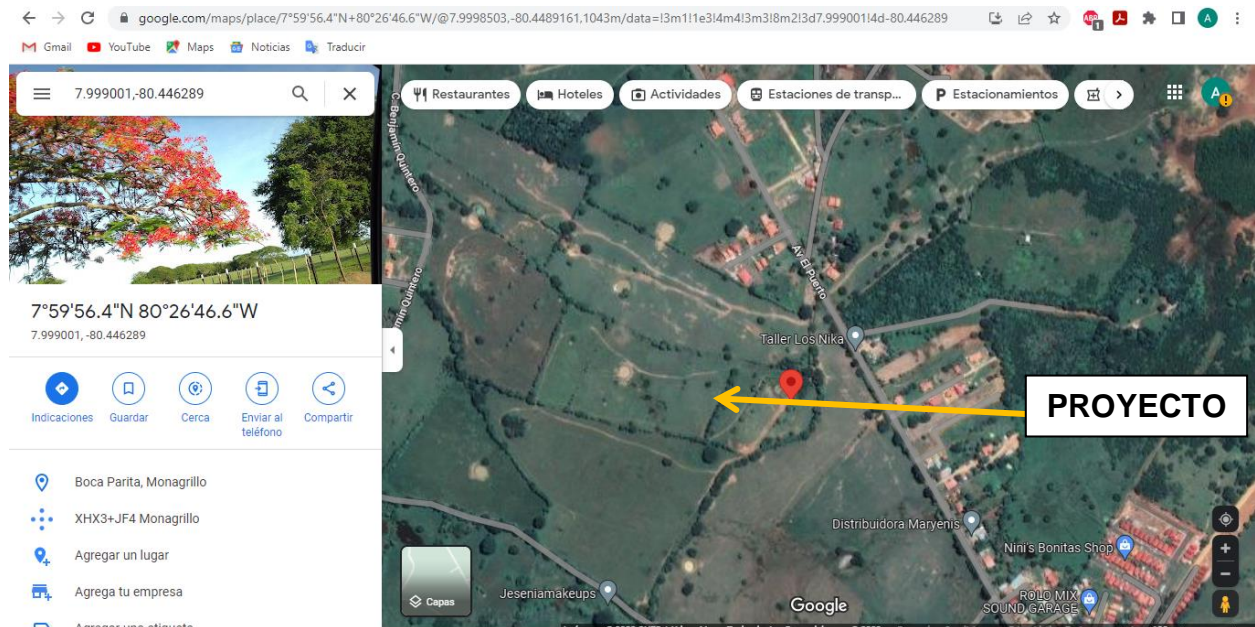 google.com/maps/place/7°59'56.4"N+80°26'46.6"W/@7.9998503,-80.4489161,1043m/data=!3m1!1e3!4m4!3m3!8m2!3d7.999001!4d-80.446289
Gmail YouTube Maps Noticias Traducir
7.999001,-80.446289
Restaurantes Hoteles Actividades Estaciones de transp... P Estacionamientos
C. Benjamín Quintero
Av El Puerto
Taller Los Nika
7°59'56.4"N 80°26'46.6"W
7.999001, -80.446289
Indicaciones Guardar Cerca Enviar al teléfono Compartir
PROYECTO
Boca Parita, Monagrillo
XHX3+JF4 Monagrillo
Agregar un lugar
Agrega tu empresa
Distribuidora Maryenis
Nini's Bonitas Shop
Capas
Jeseniamakeups
Google
ROLO MIX
SOUND GARAGE
Agregar una etiqueta